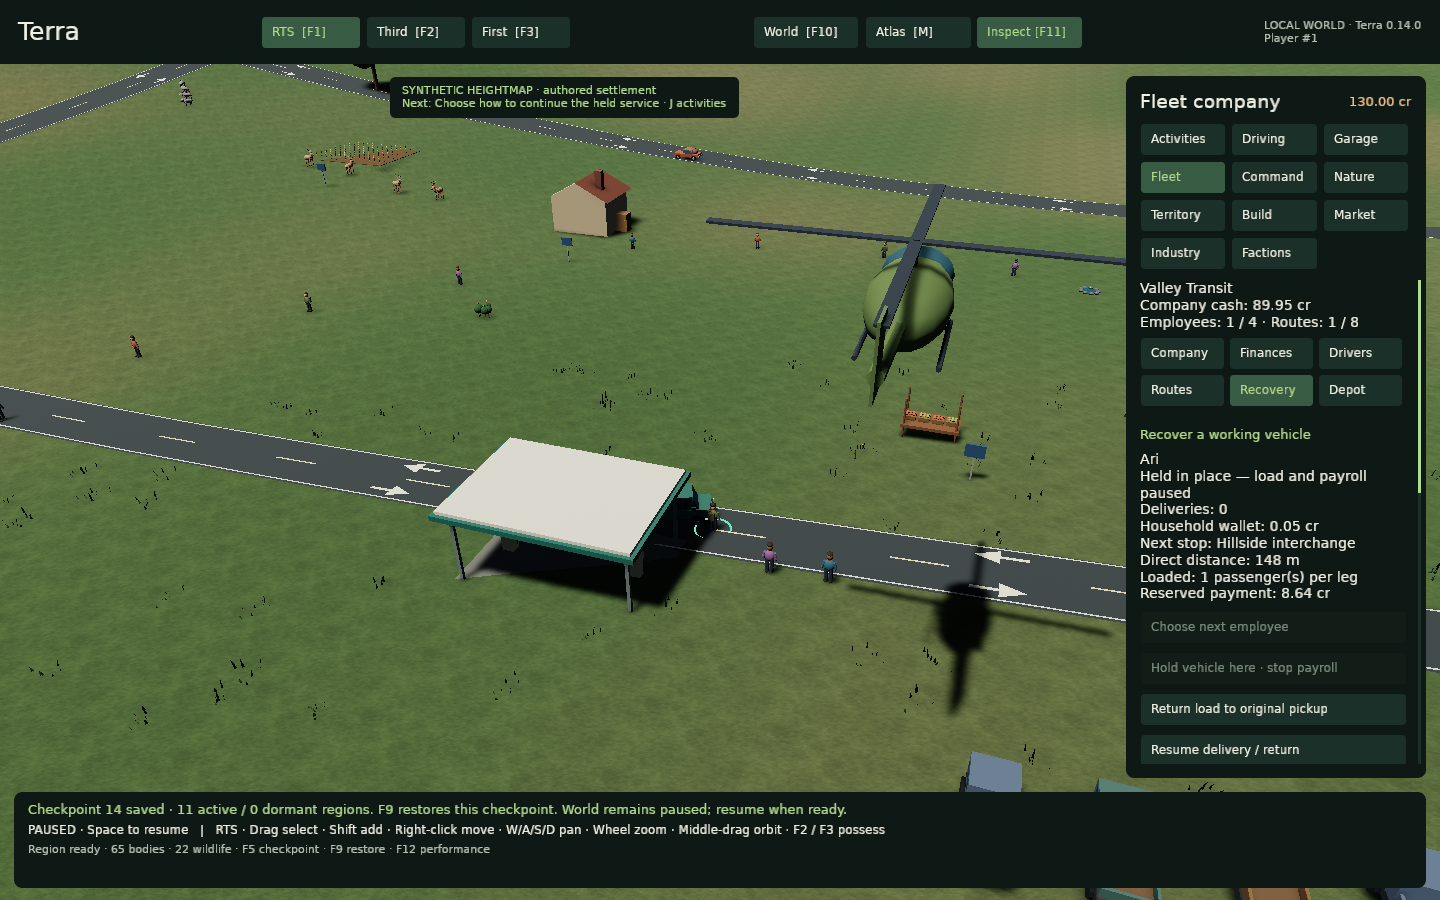 Terra
RTS [F1]
Third [F2]
First [F3]
World [F10]
Atlas [M]
Inspect [F11]
LOCAL WORLD · Terra 0.14.0
Player #1
SYNTHETIC HEIGHTMAP · authored settlement
Next: Choose how to continue the held service · J activities
Fleet company
130.00 cr
Activities
Driving
Garage
Fleet
Command
Nature
Territory
Build
Market
Industry
Factions
Valley Transit
Company cash: 89.95 cr
Employees: 1 / 4 · Routes: 1 / 8
Company
Finances
Drivers
Routes
Recovery
Depot
Recover a working vehicle
Ari
Held in place — load and payroll
paused
Deliveries: 0
Household wallet: 0.05 cr
Next stop: Hillside interchange
Direct distance: 148 m
Loaded: 1 passenger(s) per leg
Reserved payment: 8.64 cr
Choose next employee
Hold vehicle here · stop payroll
Return load to original pickup
Resume delivery / return
Checkpoint 14 saved · 11 active / 0 dormant regions. F9 restores this checkpoint. World remains paused; resume when ready.
PAUSED · Space to resume | RTS · Drag select · Shift add · Right-click move · W/A/S/D pan · Wheel zoom · Middle-drag orbit · F2 / F3 possess
Region ready · 65 bodies · 22 wildlife · F5 checkpoint · F9 restore · F12 performance